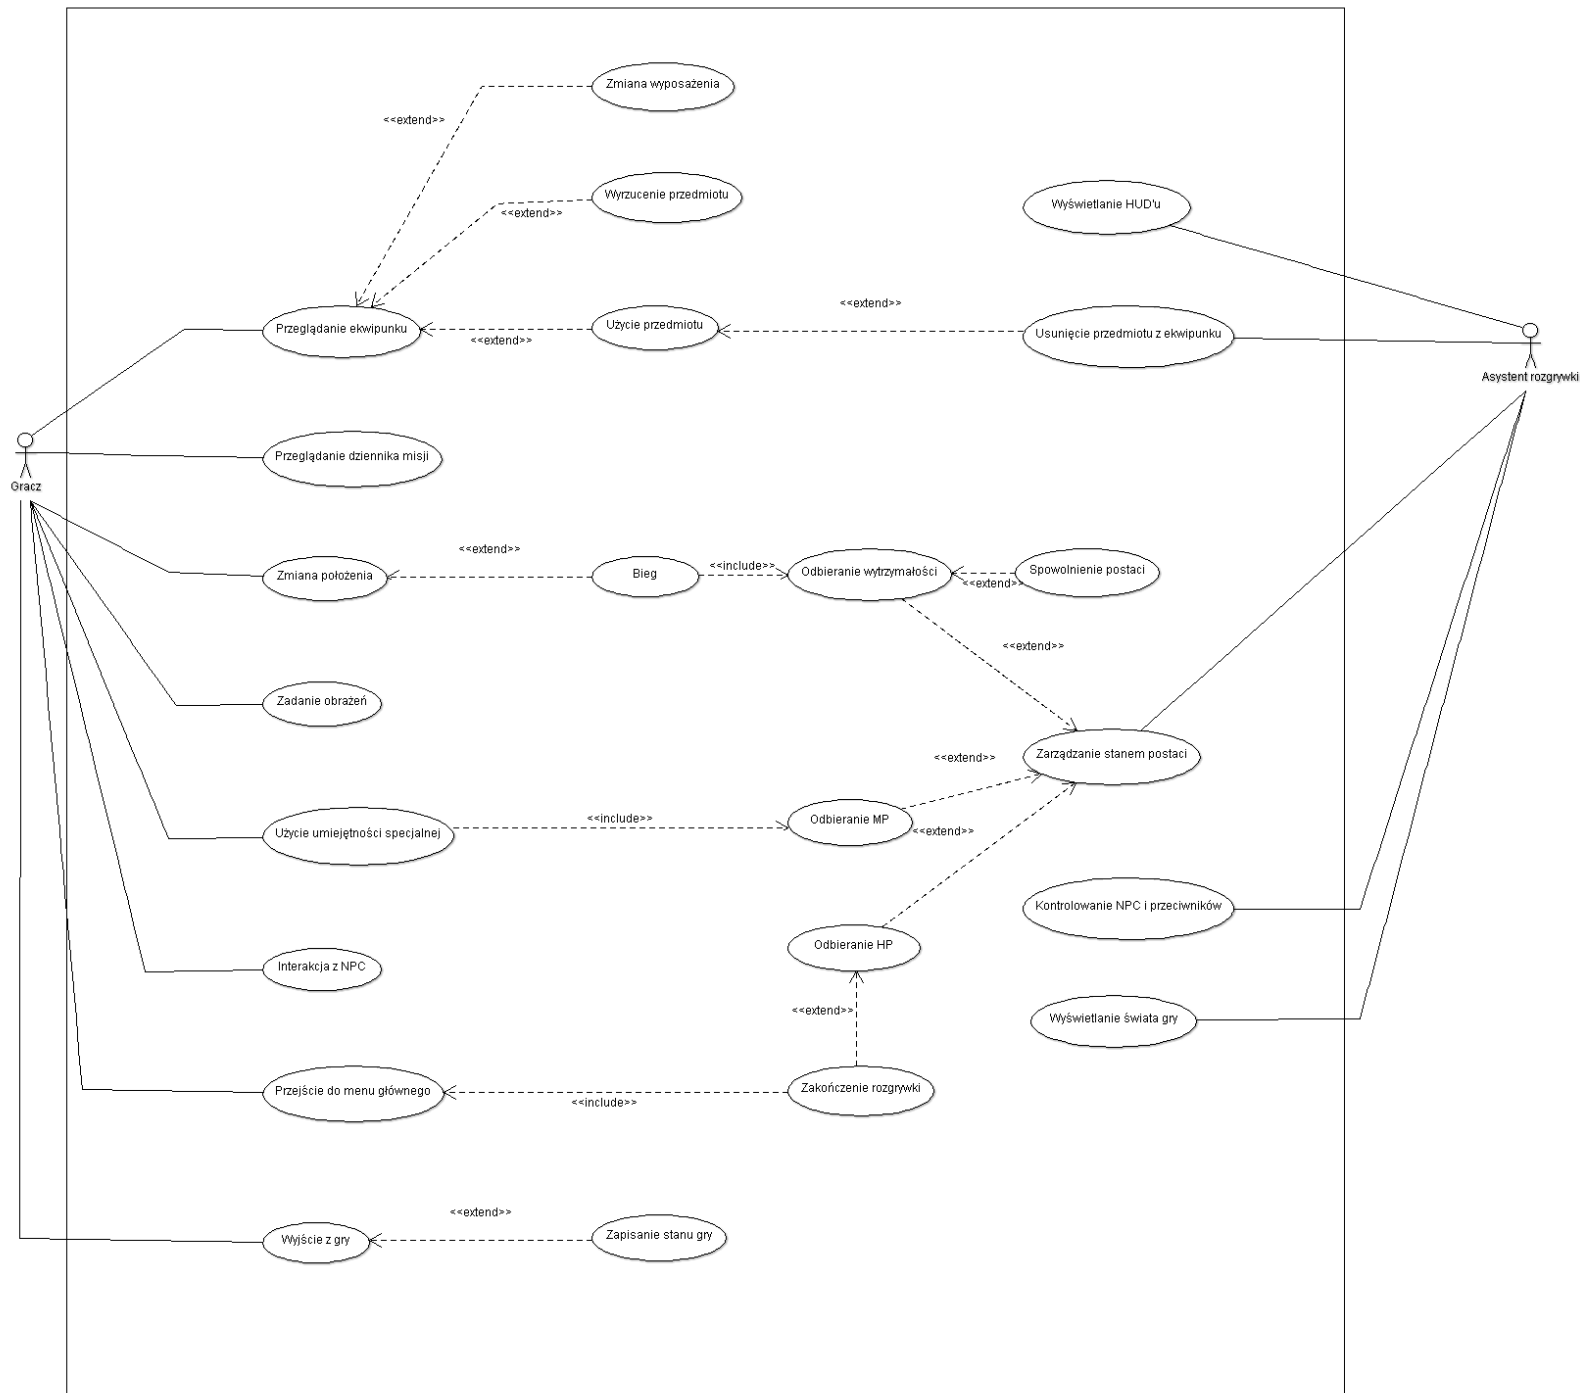 Zmiana wyposażenia
<<extend>>
Wyrzucenie przedmiotu
<<extend>>
Wyświetlanie HUD'u
<<extend>>
Przeglądanie ekwipunku
Użycie przedmiotu
Usunięcie przedmiotu z ekwipunku
<<extend>>
Asystent rozgrywki
Przeglądanie dziennika misji
Gracz
<<extend>>
<<include>>
Zmiana położenia
Bieg
Odbieranie wytrzymałości
Spowolnienie postaci
<<extend>>
<<extend>>
Zadanie obrażeń
Zarządzanie stanem postaci
<<extend>>
<<include>>
Odbieranie MP
<<extend>>
Użycie umiejętności specjalnej
Kontrolowanie NPC i przeciwników
Odbieranie HP
Interakcja z NPC
<<extend>>
Wyświetlanie świata gry
Przejście do menu głównego
Zakończenie rozgrywki
<<include>>
<<extend>>
Wyjście z gry
Zapisanie stanu gry